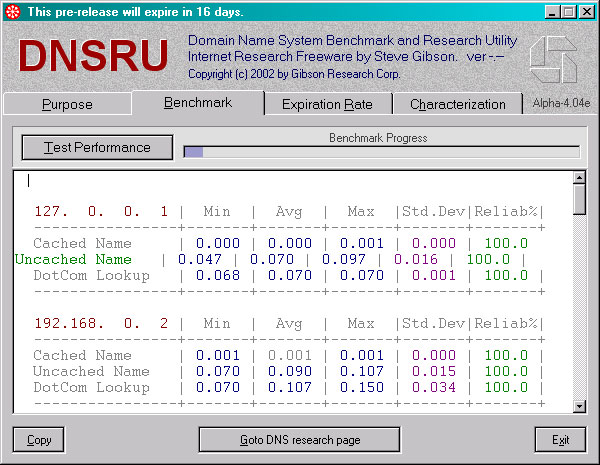 This pre-release will expire in 16 days.
DNSRU
Domain Name System Benchmark and Research Utility
Internet Research Freeware by Steve Gibson. ver -.--
Copyright (c) 2002 by Gibson Research Corp.
Purpose Benchmark Expiration Rate Characterization Alpha-4.04e
Test Performance
Benchmark Progress
127. 0. 0. 1 | Min | Avg | Max |Std.Dev|Reliab%|
----------------+-------+-------+-------+-------+-------+
Cached Name | 0.000 | 0.000 | 0.001 | 0.000 | 100.0
Uncached Name | 0.047 | 0.070 | 0.097 | 0.016 | 100.0 |
DotCom Lookup | 0.068 | 0.070 | 0.070 | 0.001 | 100.0 |
----------------+-------+-------+-------+-------+-------+
192.168. 0. 2 | Min | Avg | Max |Std.Dev|Reliab%|
----------------+-------+-------+-------+-------+-------+
Cached Name | 0.001 | 0.001 | 0.001 | 0.000 | 100.0 |
Uncached Name | 0.070 | 0.090 | 0.107 | 0.015 | 100.0 |
DotCom Lookup | 0.070 | 0.107 | 0.150 | 0.034 | 100.0 |
----------------+-------+-------+-------+-------+-------+
Copy Goto DNS research page Exit